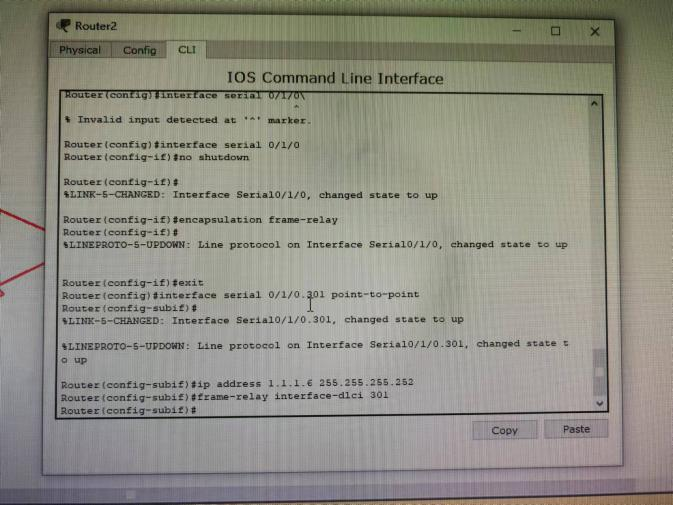 Router2
Physical Config CLI
IOS Command Line Interface
Router(config)#interface serial 0/1/0\
^
% Invalid input detected at '^' marker.
Router(config)#interface serial 0/1/0
Router(config-if)#no shutdown
Router(config-if)#
%LINK-5-CHANGED: Interface Serial0/1/0, changed state to up
Router(config-if)#encapsulation frame-relay
Router(config-if)#
%LINEPROTO-5-UPDOWN: Line protocol on Interface Serial0/1/0, changed state to up
Router(config-if)#exit
Router(config)#interface serial 0/1/0.301 point-to-point
Router(config-subif)#
%LINK-5-CHANGED: Interface Serial0/1/0.301, changed state to up
%LINEPROTO-5-UPDOWN: Line protocol on Interface Serial0/1/0.301, changed state t
o up
Router(config-subif)#ip address 1.1.1.6 255.255.255.252
Router(config-subif)#frame-relay interface-dlci 301
Router(config-subif)#
Copy Paste